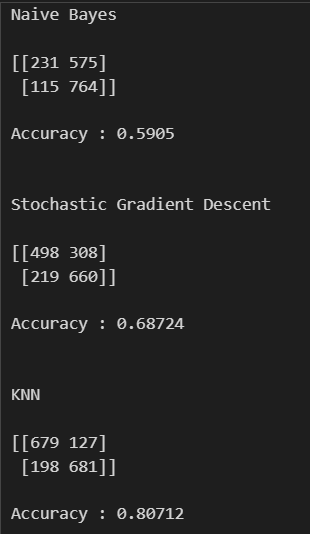 Naive Bayes
[[231 575]
[115 764]]
Accuracy : 0.5905
Stochastic Gradient Descent
[[498 308]
[219 660]]
Accuracy : 0.68724
KNN
[[679 127]
[198 681]]
Accuracy : 0.80712